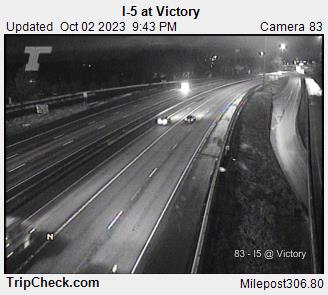 I-5 at Victory
Updated Oct 02 2023 9:43 PM Camera 83
T
N
83 - I5 @ Victory
TripCheck.com Milepost306.80